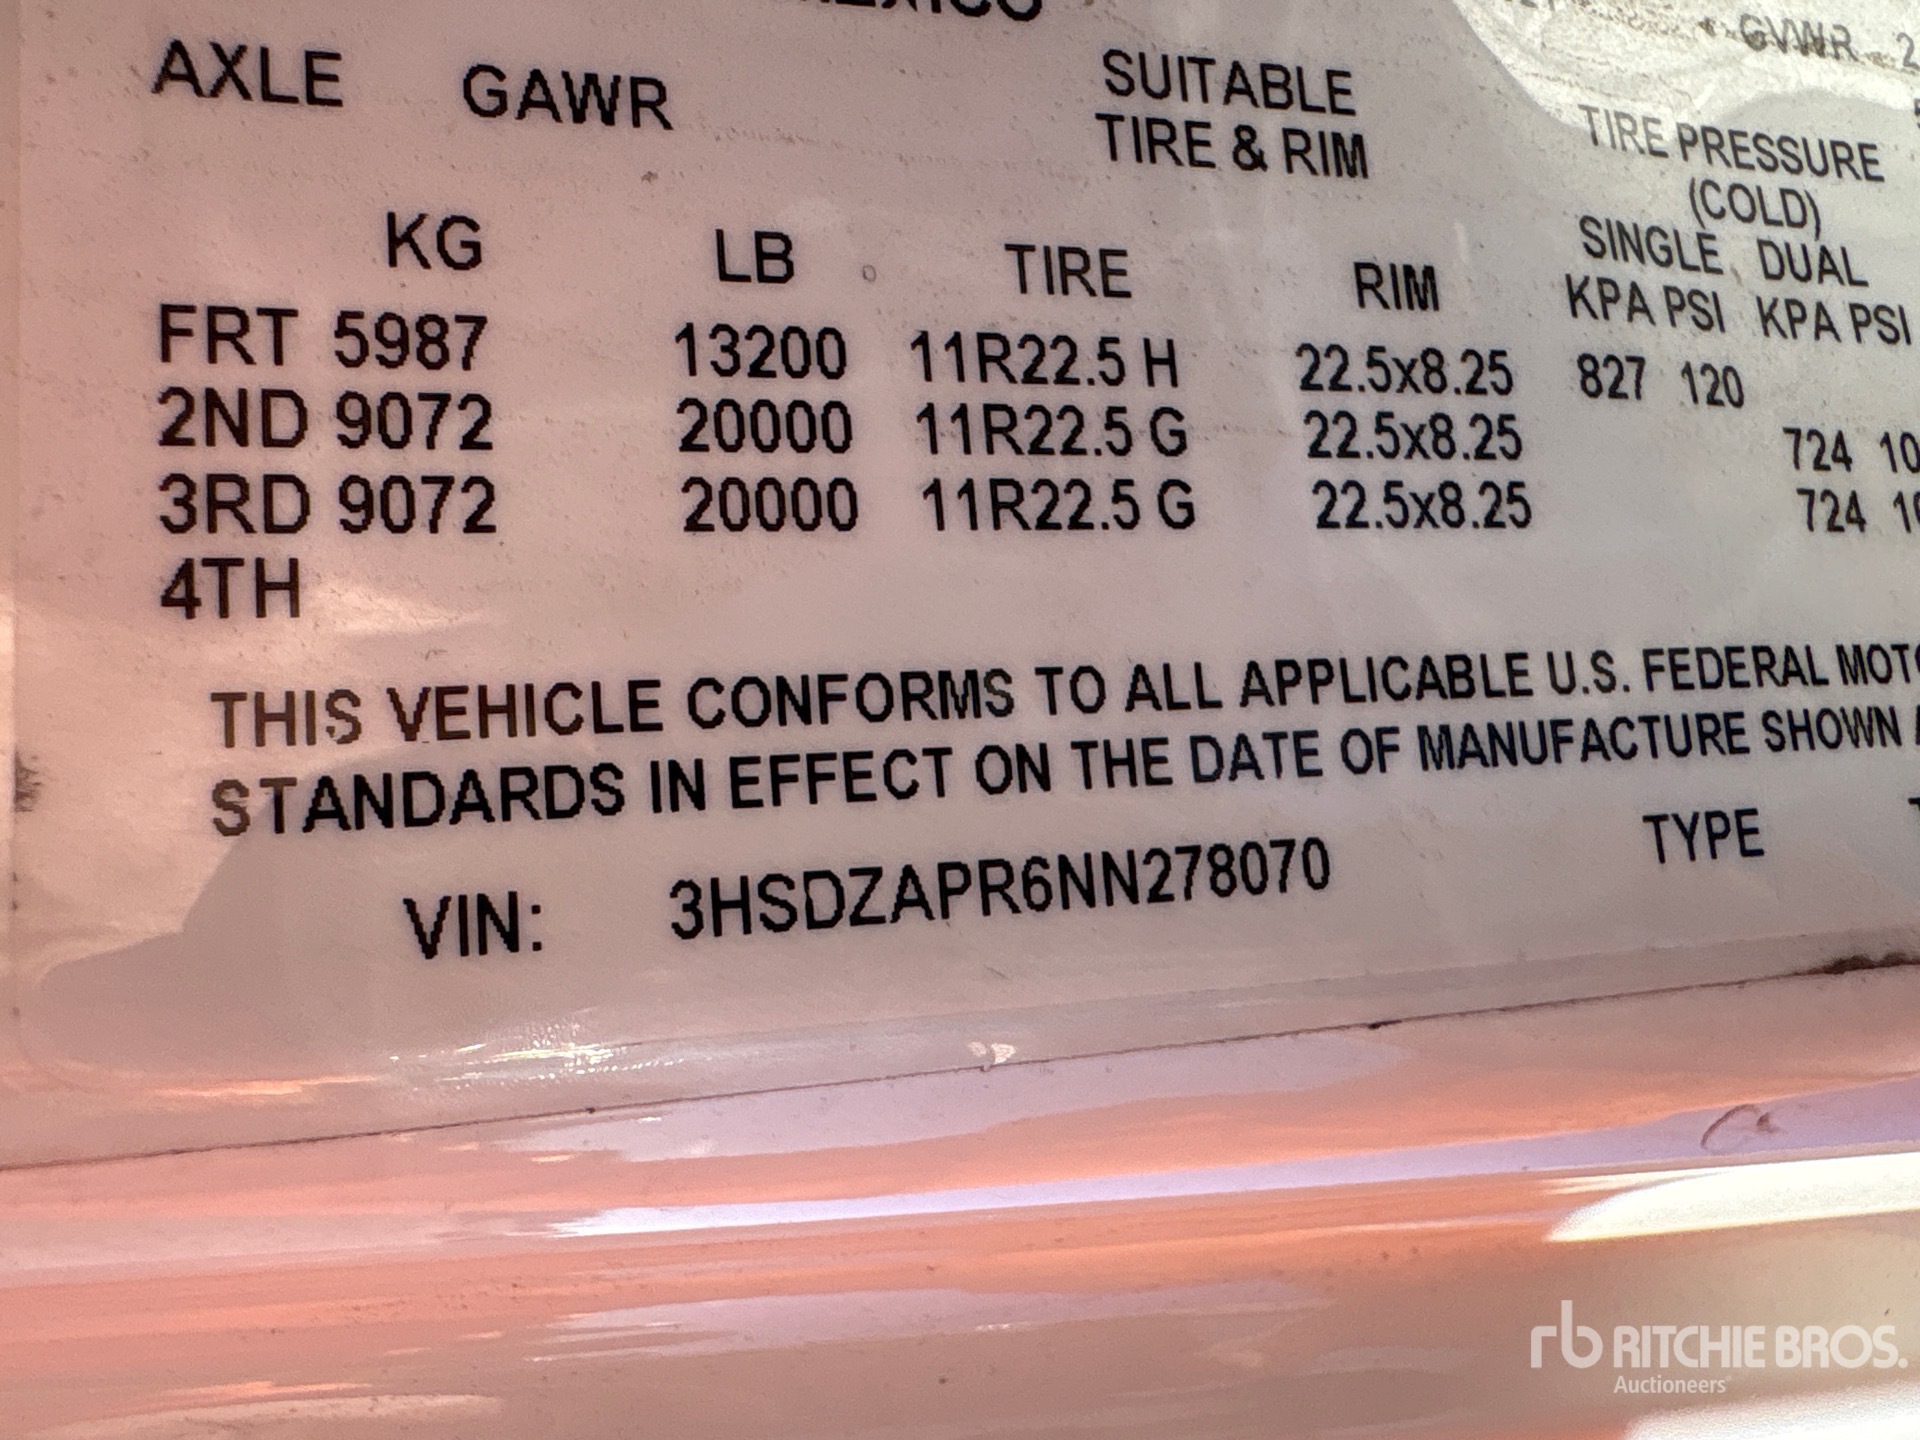 AXLE GAWR SUITABLE GVWR
TIRE & RIM TIRE PRESSURE
(COLD)
KG LB TIRE RIM SINGLE DUAL
KPA PSI KPA PSI
FRT 5987 13200 11R22.5 H 22.5x8.25 827 120
2ND 9072 20000 11R22.5 G 22.5x8.25 724
3RD 9072 20000 11R22.5 G 22.5x8.25 724
4TH
THIS VEHICLE CONFORMS TO ALL APPLICABLE U.S. FEDERAL
STANDARDS IN EFFECT ON THE DATE OF MANUFACTURE SHOWN
VIN: 3HSDZAPR6NN278070 TYPE
rb RITCHIE BROS.
Auctioneers